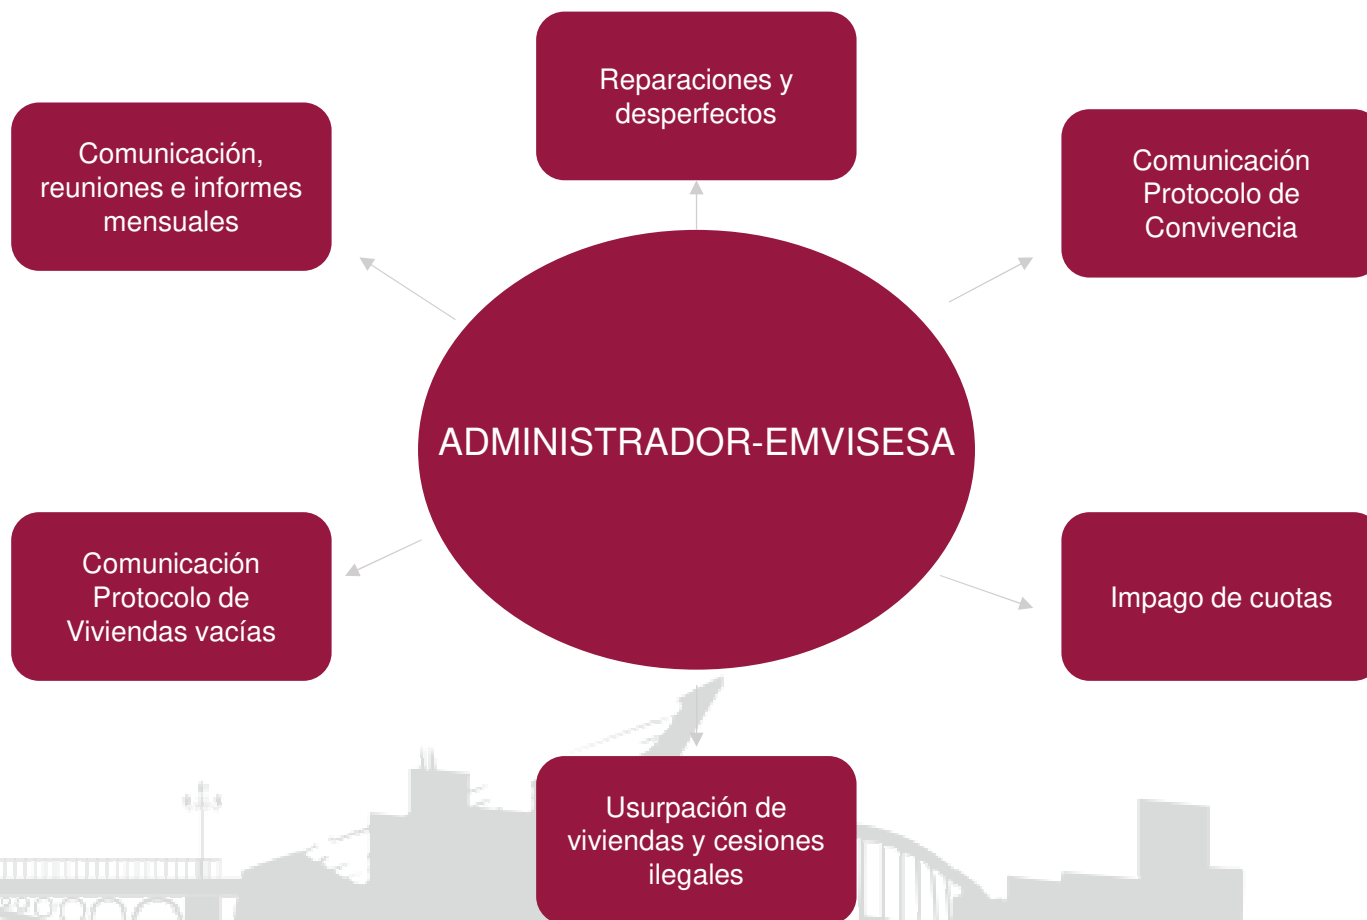 Reparaciones y
desperfectos
Comunicación,
reuniones e informes
mensuales
Comunicación
Protocolo de
Convivencia
ADMINISTRADOR-EMVISESA
Comunicación
Protocolo de
Viviendas vacías
Impago de cuotas
Usurpación de
viviendas y cesiones
ilegales